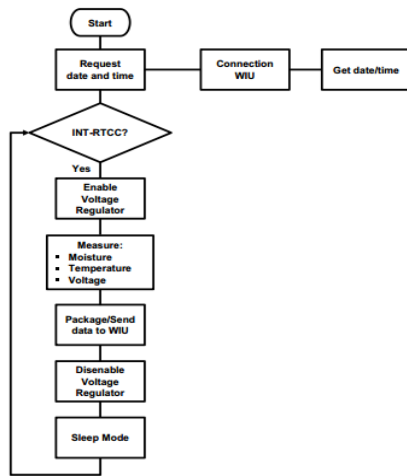 Start
Request
date and time
Connection
WIU
Get date/time
INT-RTCC?
Yes
Enable
Voltage
Regulator
Measure:
▪ Moisture
▪ Temperature
▪ Voltage
Package/Send
data to WIU
Disenable
Voltage
Regulator
Sleep Mode